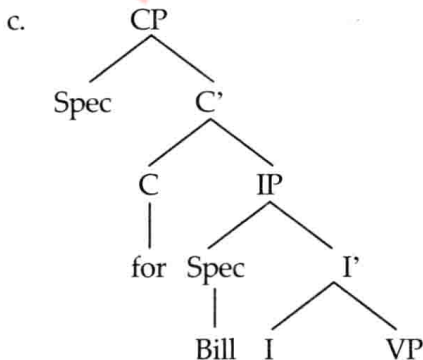 c. CP
Spec C'
C IP
for Spec I'
Bill I VP